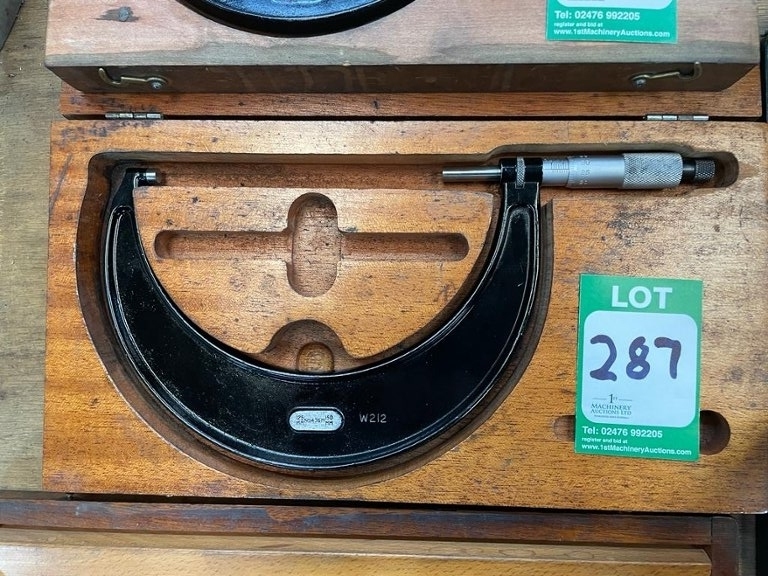 Tel: 02476 992205
register and bid at
www.1stMachineryAuctions.com
LOT
287
1ST
MACHINERY
AUCTIONS LTD
Tel: 02476 992205
register and bid at
www.1stMachineryAuctions.com
W212